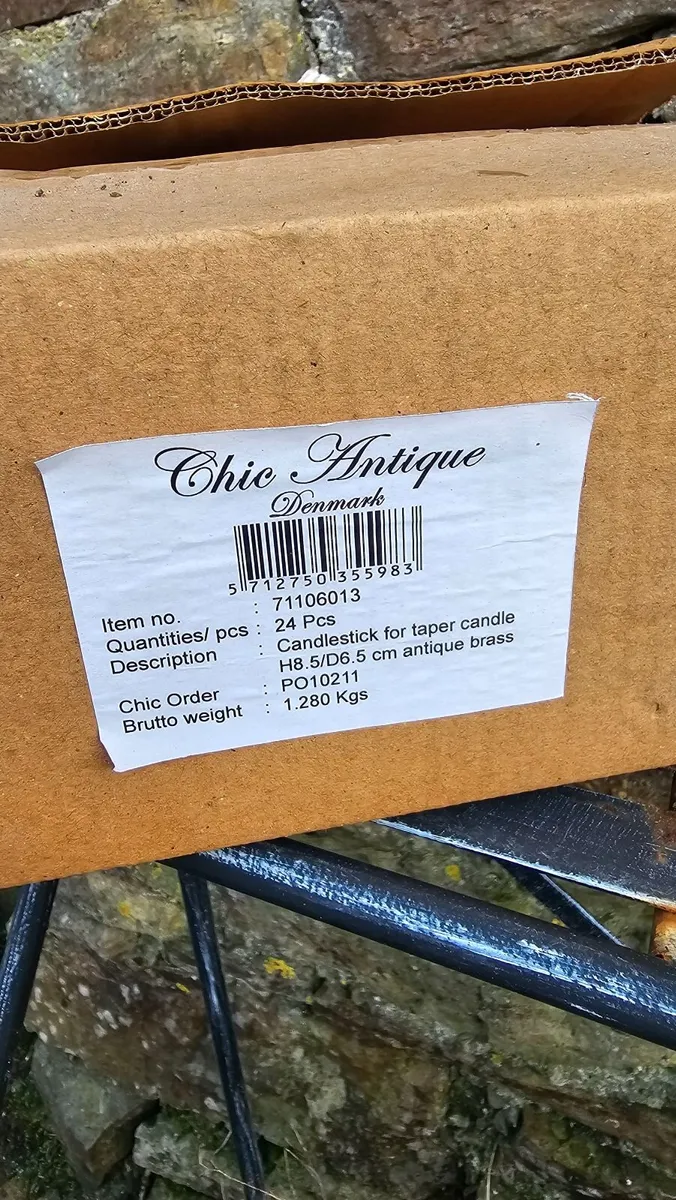 Chic Antique
Denmark
5 712750 355983
Item no. : 71106013
Quantities/ pcs : 24 Pcs
Description : Candlestick for taper candle
H8.5/D6.5 cm antique brass
Chic Order : PO10211
Brutto weight : 1.280 Kgs